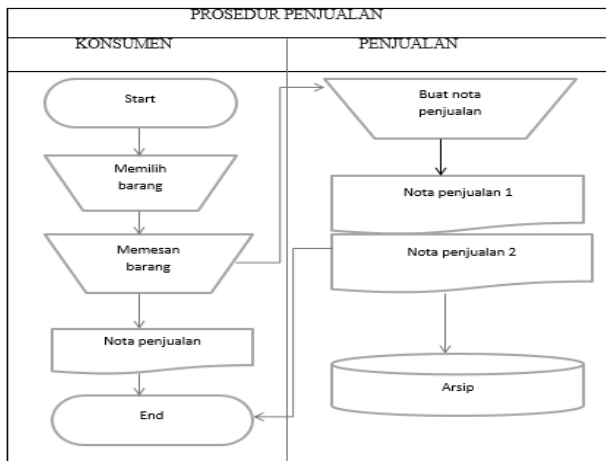 PROSEDUR PENJUALAN
KONSUMEN
PENJUALAN
Start
Memilih
barang
Memesan
barang
Nota penjualan
End
Buat nota
penjualan
Nota penjualan 1
Nota penjualan 2
Arsip